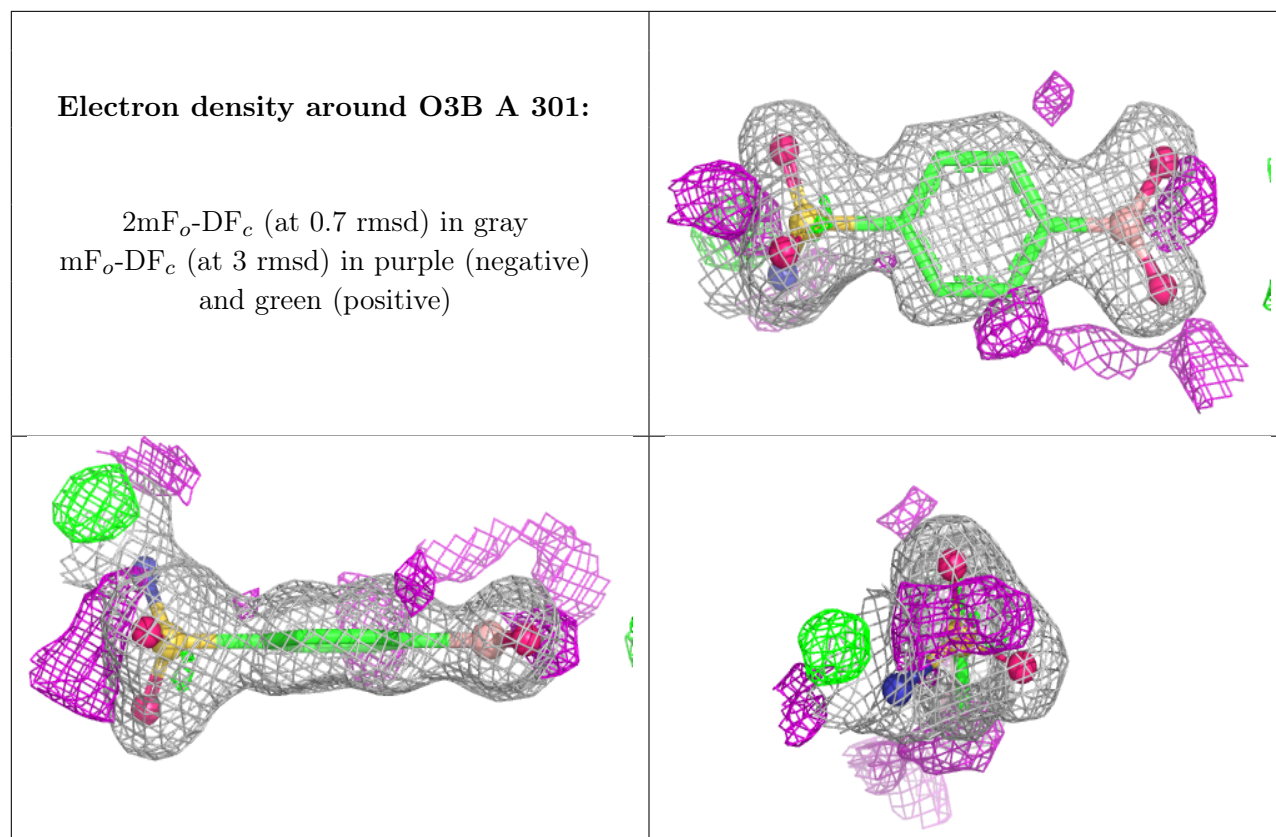 Electron density around O3B A 301:
2mFo-DFc (at 0.7 rmsd) in gray
mFo-DFc (at 3 rmsd) in purple (negative)
and green (positive)